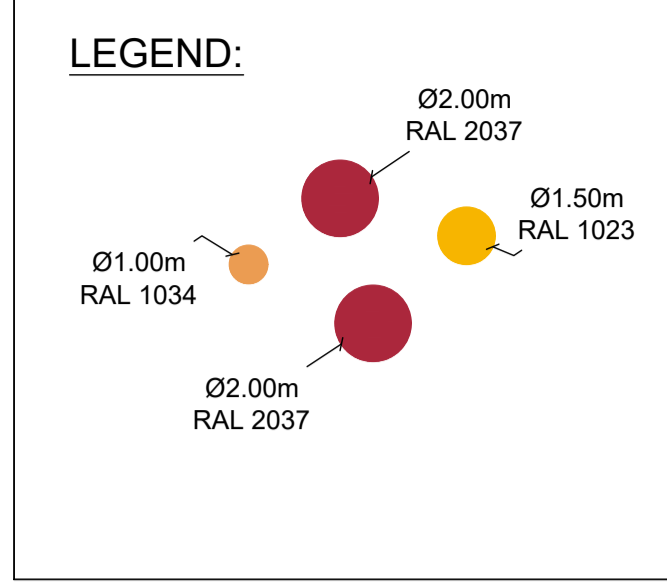 LEGEND:
Ø2.00m
RAL 2037
Ø1.50m
RAL 1023
Ø1.00m
RAL 1034
Ø2.00m
RAL 2037